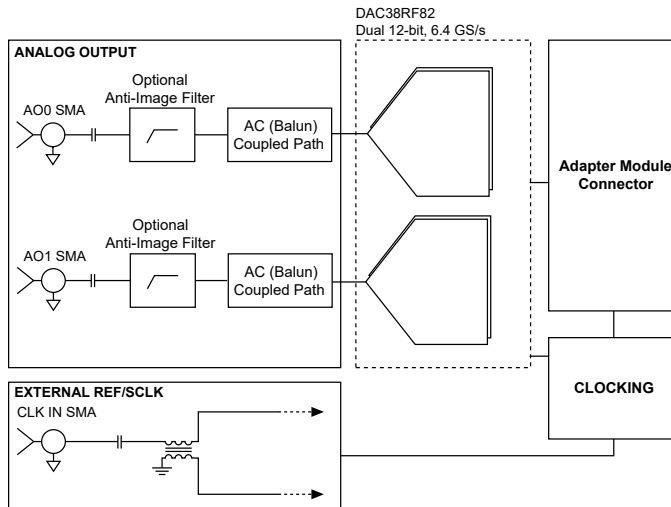 DAC38RF82
Dual 12-bit, 6.4 GS/s
ANALOG OUTPUT
Optional
Anti-Image Filter
AO0 SMA
AC (Balun)
Coupled Path
Adapter Module
Connector
Optional
Anti-Image Filter
AO1 SMA
AC (Balun)
Coupled Path
EXTERNAL REF/SCLK
CLK IN SMA
CLOCKING